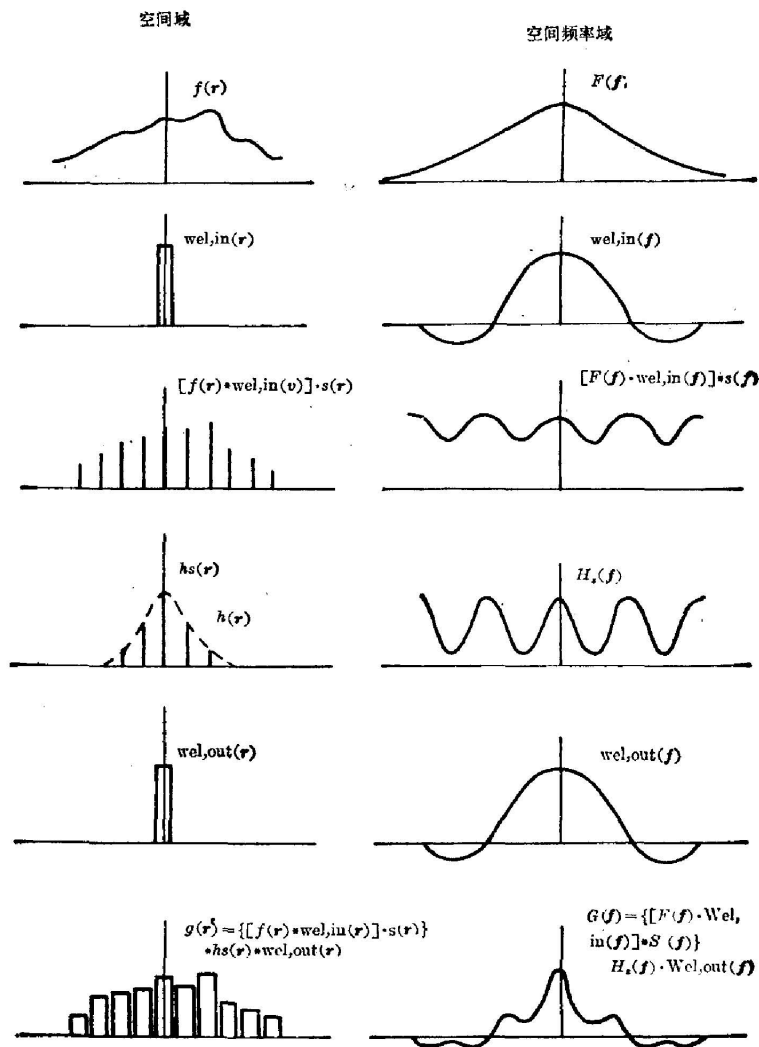 空间域
空间频率域
f(r)
F(f,
wel,in(r)
wel,in(f)
[f(r)*wel,in(v)]·s(r)
[F(f)·wel,in(f)]*s(f)
hs(r)
h(r)
Hₛ(f)
wel,out(r)
wel,out(f)
g(r)={[f(r)*wel,in(r)]·s(r)}
*hs(r)*wel,out(r)
G(f)={[F(f)·Wel,
in(f)]*S(f)}
Hₛ(f)·Wel,out(f)